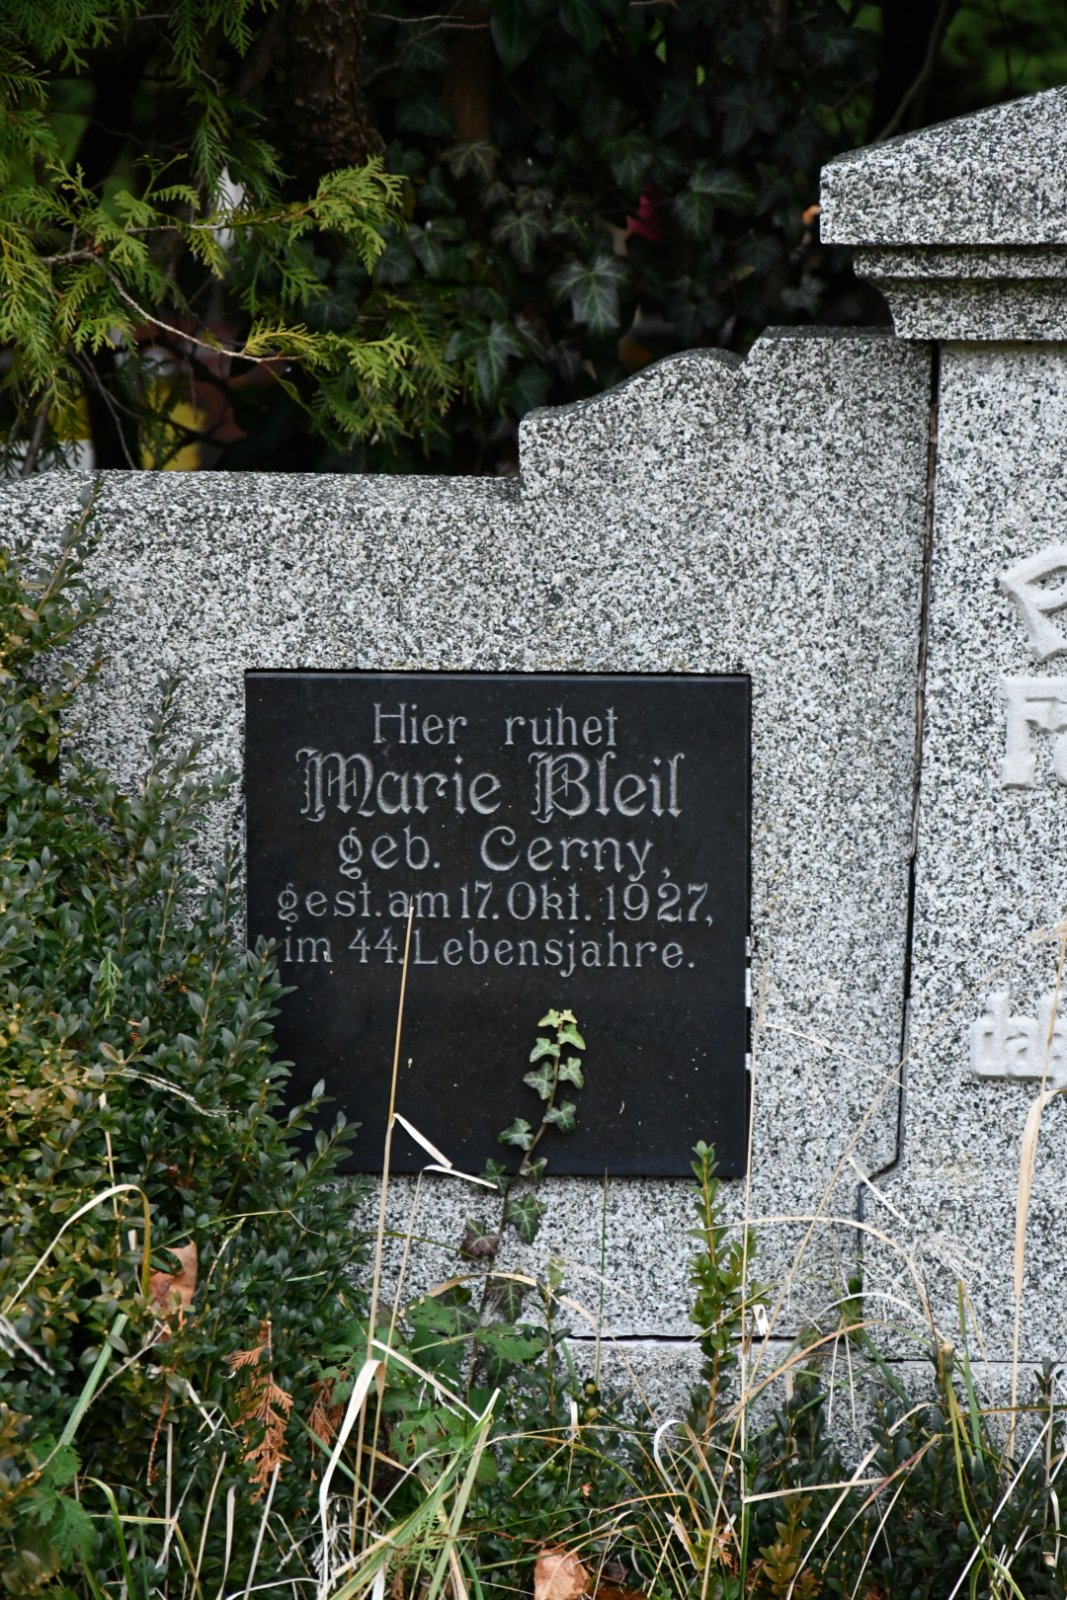 Hier ruhet
Marie Bleil
geb. Cerny,
gest. am 17. Okt. 1927,
im 44. Lebensjahre.